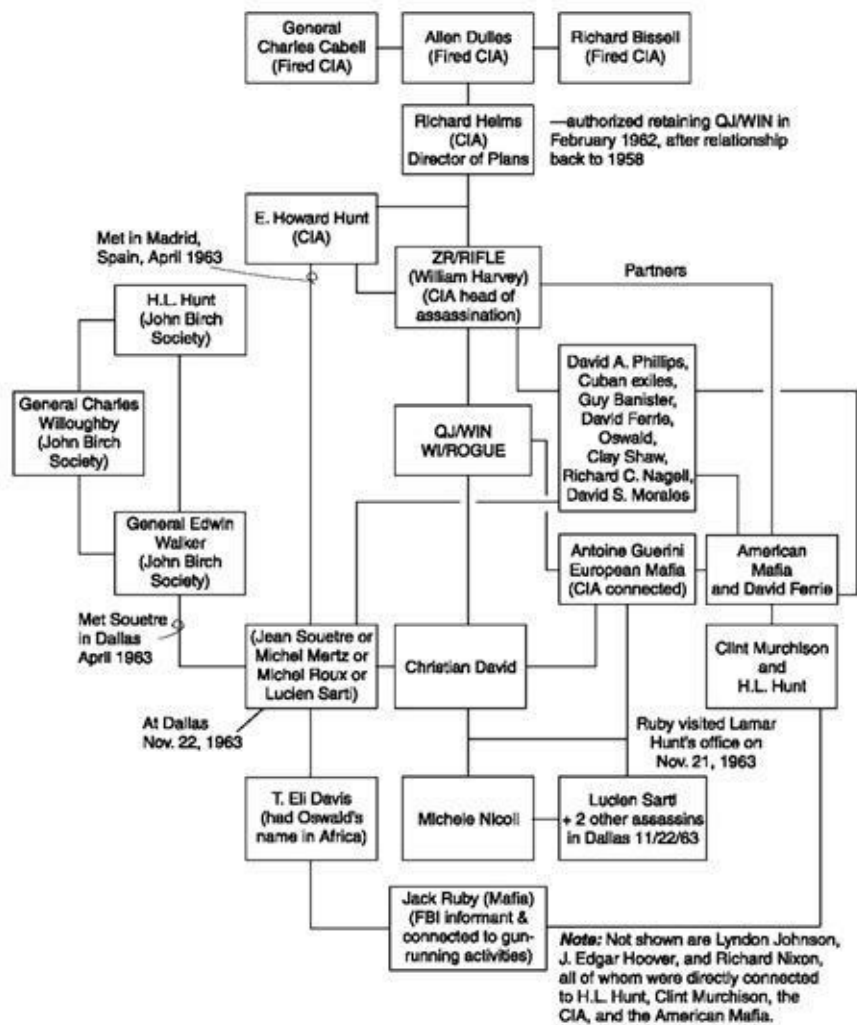 General
Charles Cabell
(Fired CIA)
Allen Dulles
(Fired CIA)
Richard Bissell
(Fired CIA)
Richard Helms
(CIA)
Director of Plans
—authorized retaining QJ/WIN in
February 1962, after relationship
back to 1958
E. Howard Hunt
(CIA)
Met in Madrid,
Spain, April 1963
ZR/RIFLE
(William Harvey)
(CIA head of
assassination)
Partners
H.L. Hunt
(John Birch
Society)
General Charles
Willoughby
(John Birch
Society)
David A. Phillips,
Cuban exiles,
Guy Banister,
David Ferrie,
Oswald,
Clay Shaw,
Richard C. Nagell,
David S. Morales
QJ/WIN
WI/ROGUE
General Edwin
Walker
(John Birch
Society)
Antoine Guerini
European Mafia
(CIA connected)
American
Mafia
and David Ferrie
Met Souetre
in Dallas
April 1963
(Jean Souetre or
Michel Mertz or
Michel Roux or
Lucien Sarti)
Christian David
Clint Murchison
and
H.L. Hunt
At Dallas
Nov. 22, 1963
Ruby visited Lamar
Hunt's office on
Nov. 21, 1963
T. Eli Davis
(had Oswald's
name in Africa)
Michele Nicoli
Lucien Sarti
+ 2 other assassins
in Dallas 11/22/63
Jack Ruby (Mafia)
(FBI informant &
connected to gun-
running activities)
Note: Not shown are Lyndon Johnson,
J. Edgar Hoover, and Richard Nixon,
all of whom were directly connected
to H.L. Hunt, Clint Murchison, the
CIA, and the American Mafia.